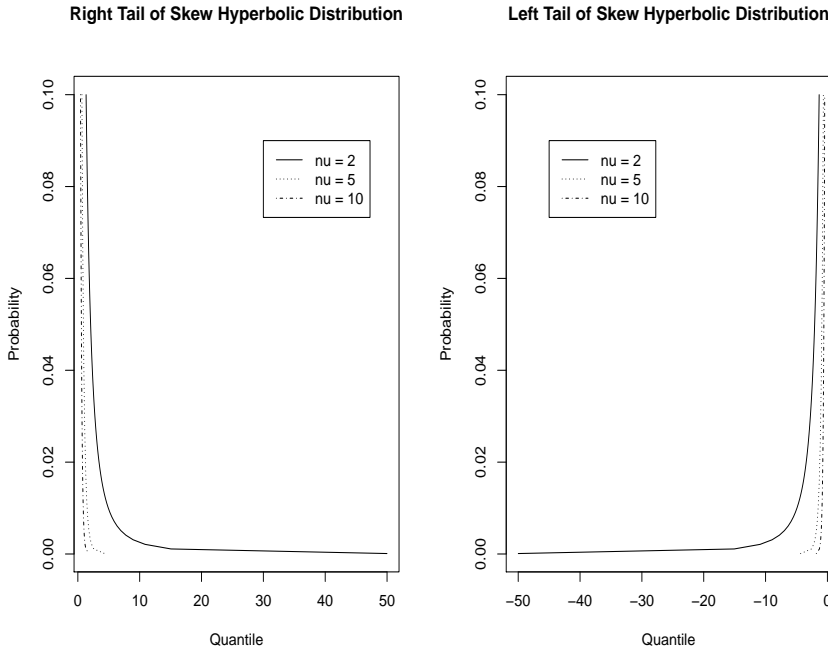 Right Tail of Skew Hyperbolic Distribution
0.10
0.08
0.06
0.04
0.02
0.00
Probability
nu = 2
nu = 5
nu = 10
0 10 20 30 40 50
Quantile
Left Tail of Skew Hyperbolic Distribution
0.10
0.08
0.06
0.04
0.02
0.00
Probability
nu = 2
nu = 5
nu = 10
−50 −40 −30 −20 −10 0
Quantile